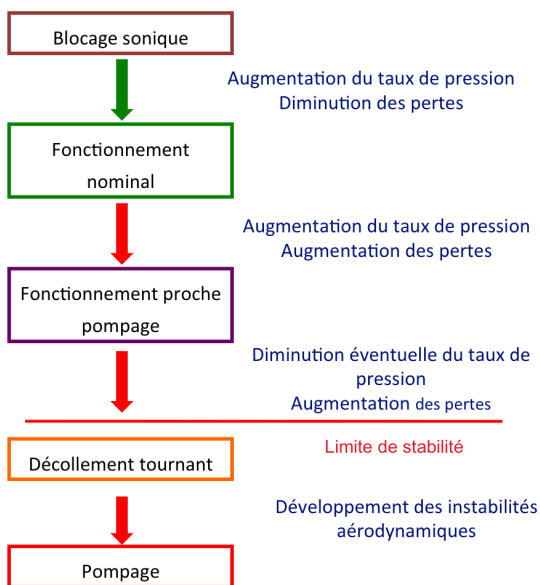 Blocage sonique
Augmentation du taux de pression
Diminution des pertes
Fonctionnement
nominal
Augmentation du taux de pression
Augmentation des pertes
Fonctionnement proche
pompage
Diminution éventuelle du taux de
pression
Augmentation des pertes
Limite de stabilité
Décollement tournant
Développement des instabilités
aérodynamiques
Pompage